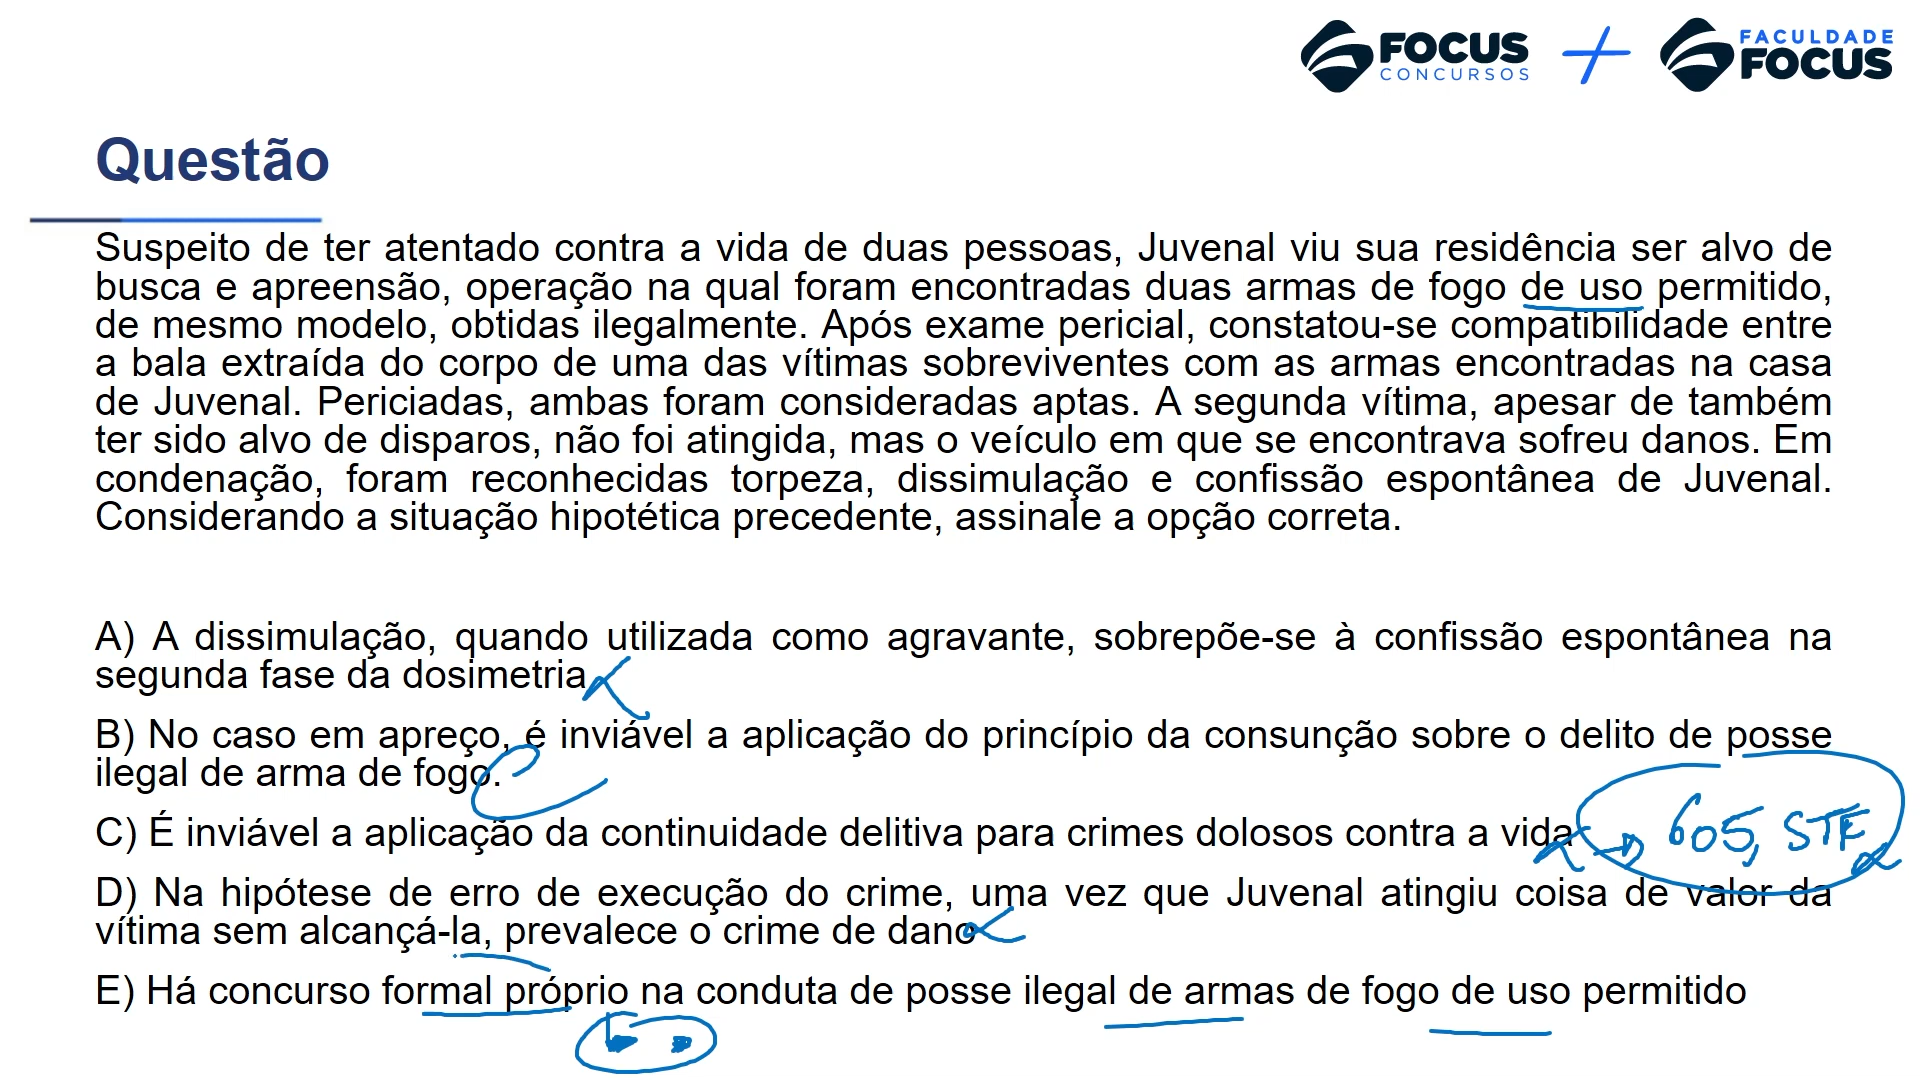 FOCUS
CONCURSOS
FACULDADE
FOCUS
Questão
Suspeito de ter atentado contra a vida de duas pessoas, Juvenal viu sua residência ser alvo de
busca e apreensão, operação na qual foram encontradas duas armas de fogo de uso permitido,
de mesmo modelo, obtidas ilegalmente. Após exame pericial, constatou-se compatibilidade entre
a bala extraída do corpo de uma das vítimas sobreviventes com as armas encontradas na casa
de Juvenal. Periciadas, ambas foram consideradas aptas. A segunda vítima, apesar de também
ter sido alvo de disparos, não foi atingida, mas o veículo em que se encontrava sofreu danos. Em
condenação, foram reconhecidas torpeza, dissimulação e confissão espontânea de Juvenal.
Considerando a situação hipotética precedente, assinale a opção correta.
A) A dissimulação, quando utilizada como agravante, sobrepõe-se à confissão espontânea na
segunda fase da dosimetria
B) No caso em apreço, é inviável a aplicação do princípio da consunção sobre o delito de posse
ilegal de arma de fogo.
C) É inviável a aplicação da continuidade delitiva para crimes dolosos contra a vida
605, STF
D) Na hipótese de erro de execução do crime, uma vez que Juvenal atingiu coisa de valor da
vítima sem alcançá-la, prevalece o crime de dano
E) Há concurso formal próprio na conduta de posse ilegal de armas de fogo de uso permitido